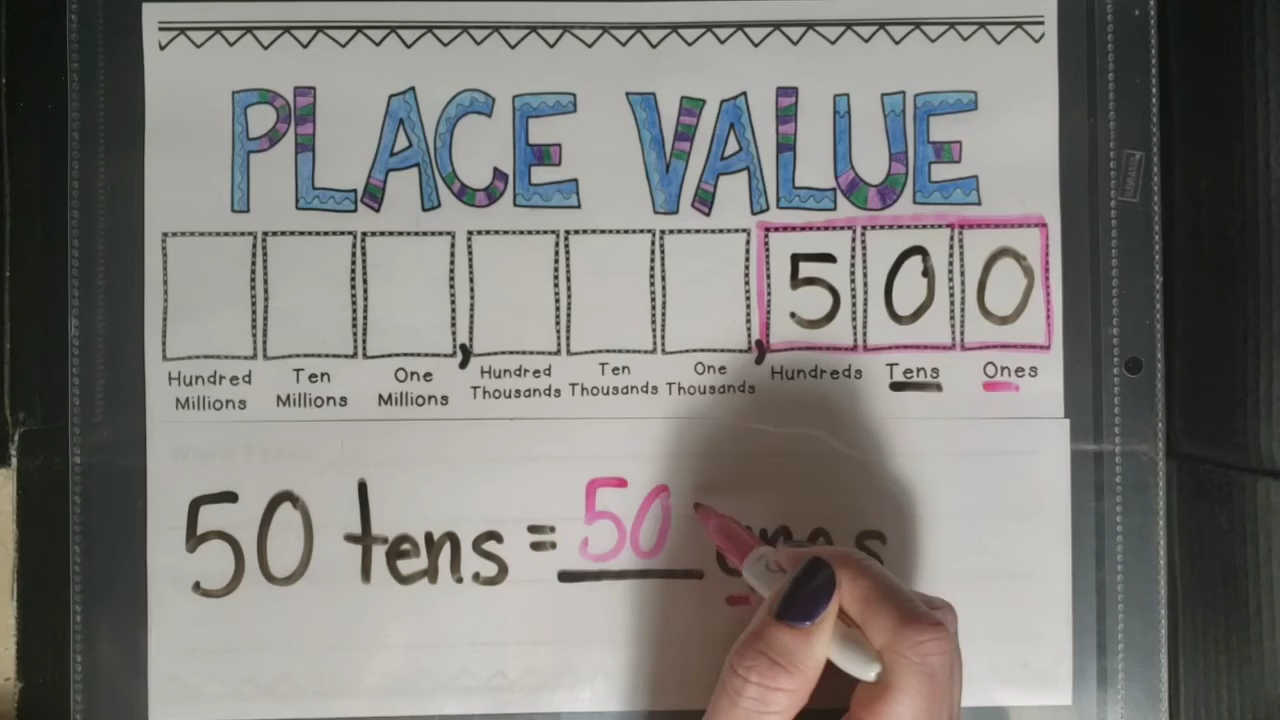 PLACE VALUE
, , 5 0 0
Hundred Millions Ten Millions One Millions Hundred Thousands Ten Thousands One Thousands Hundreds Tens Ones
50 tens = 50